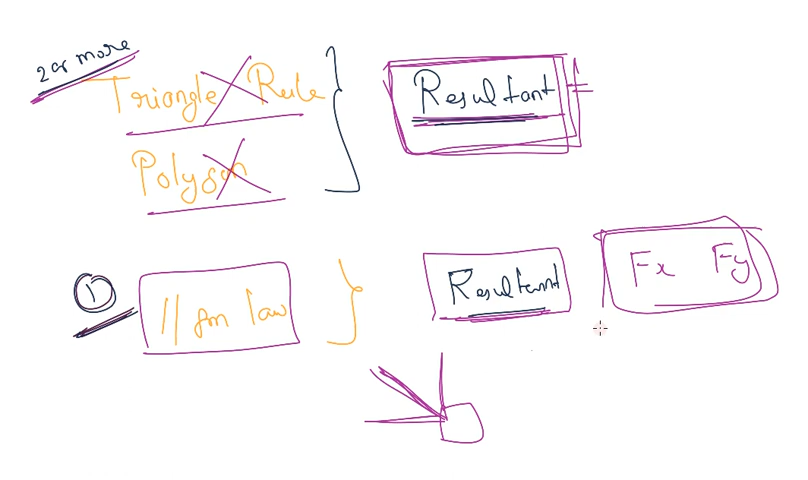 2 or more
Triangle Rule
Resultant
Polygon
① // gm law
Resultant
Fx Fy